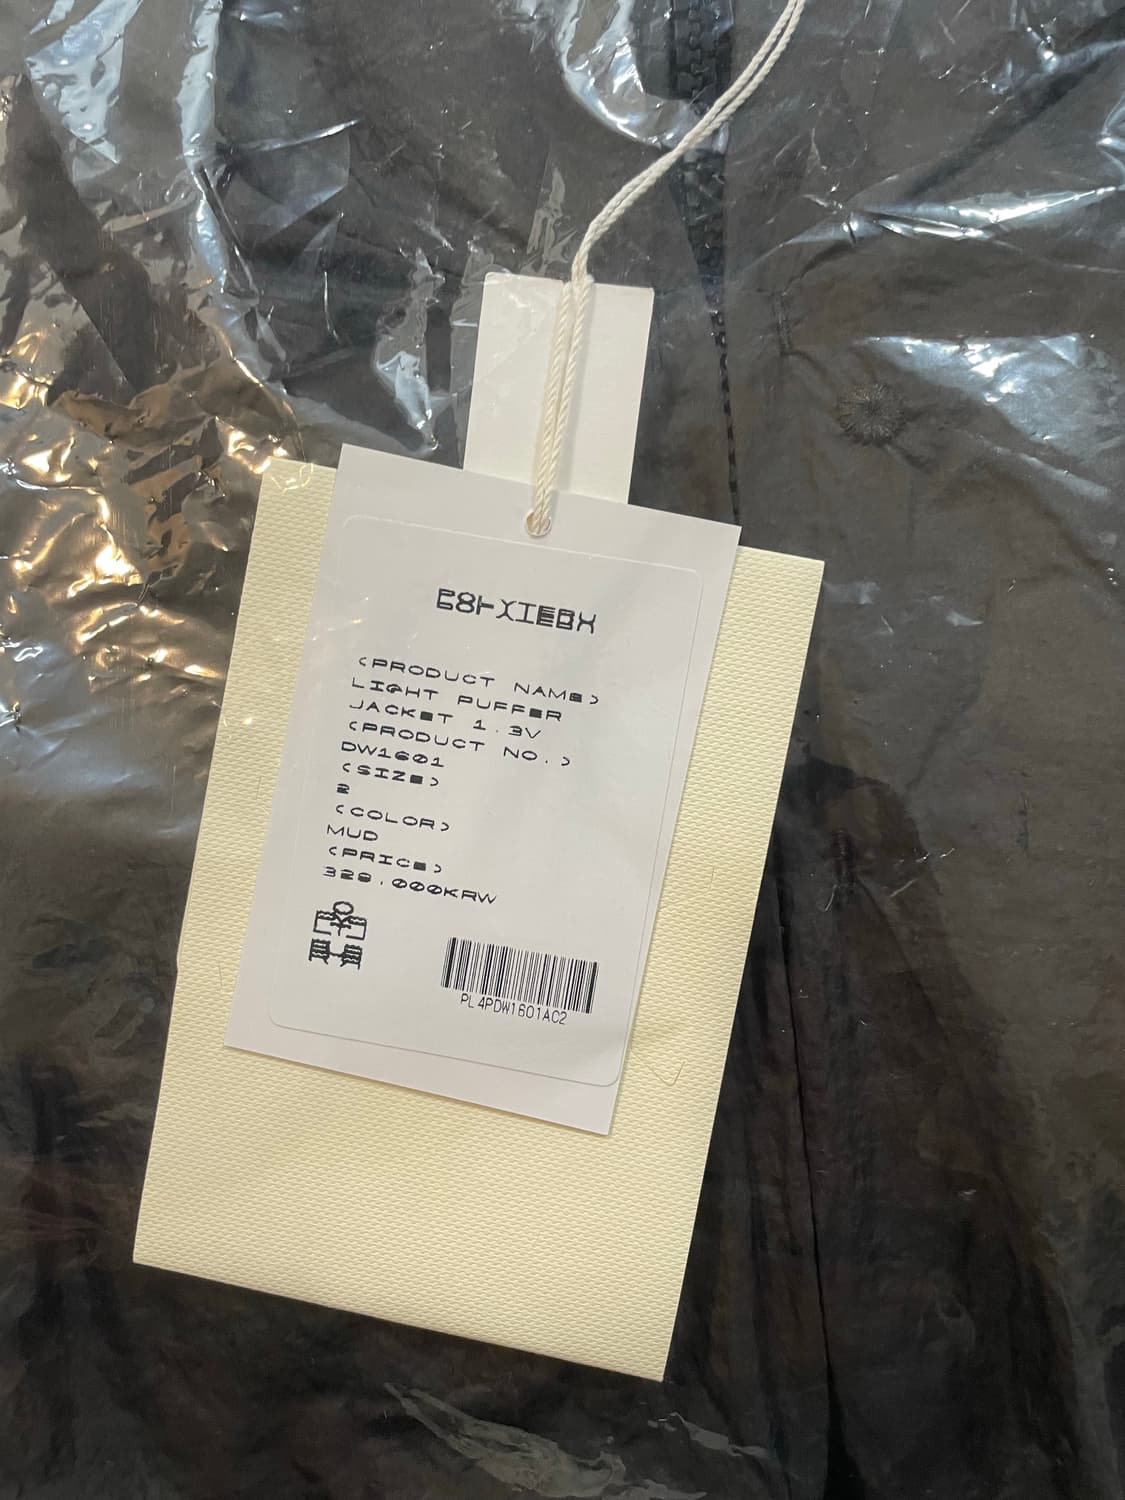 <PRODUCT NAME>
LIGHT PUFFER
JACKET 1.3V
<PRODUCT NO.>
DW1601
<SIZE>
2
<COLOR>
MUD
<PRICE>
329,000KRW
PL4PDW1601AC2